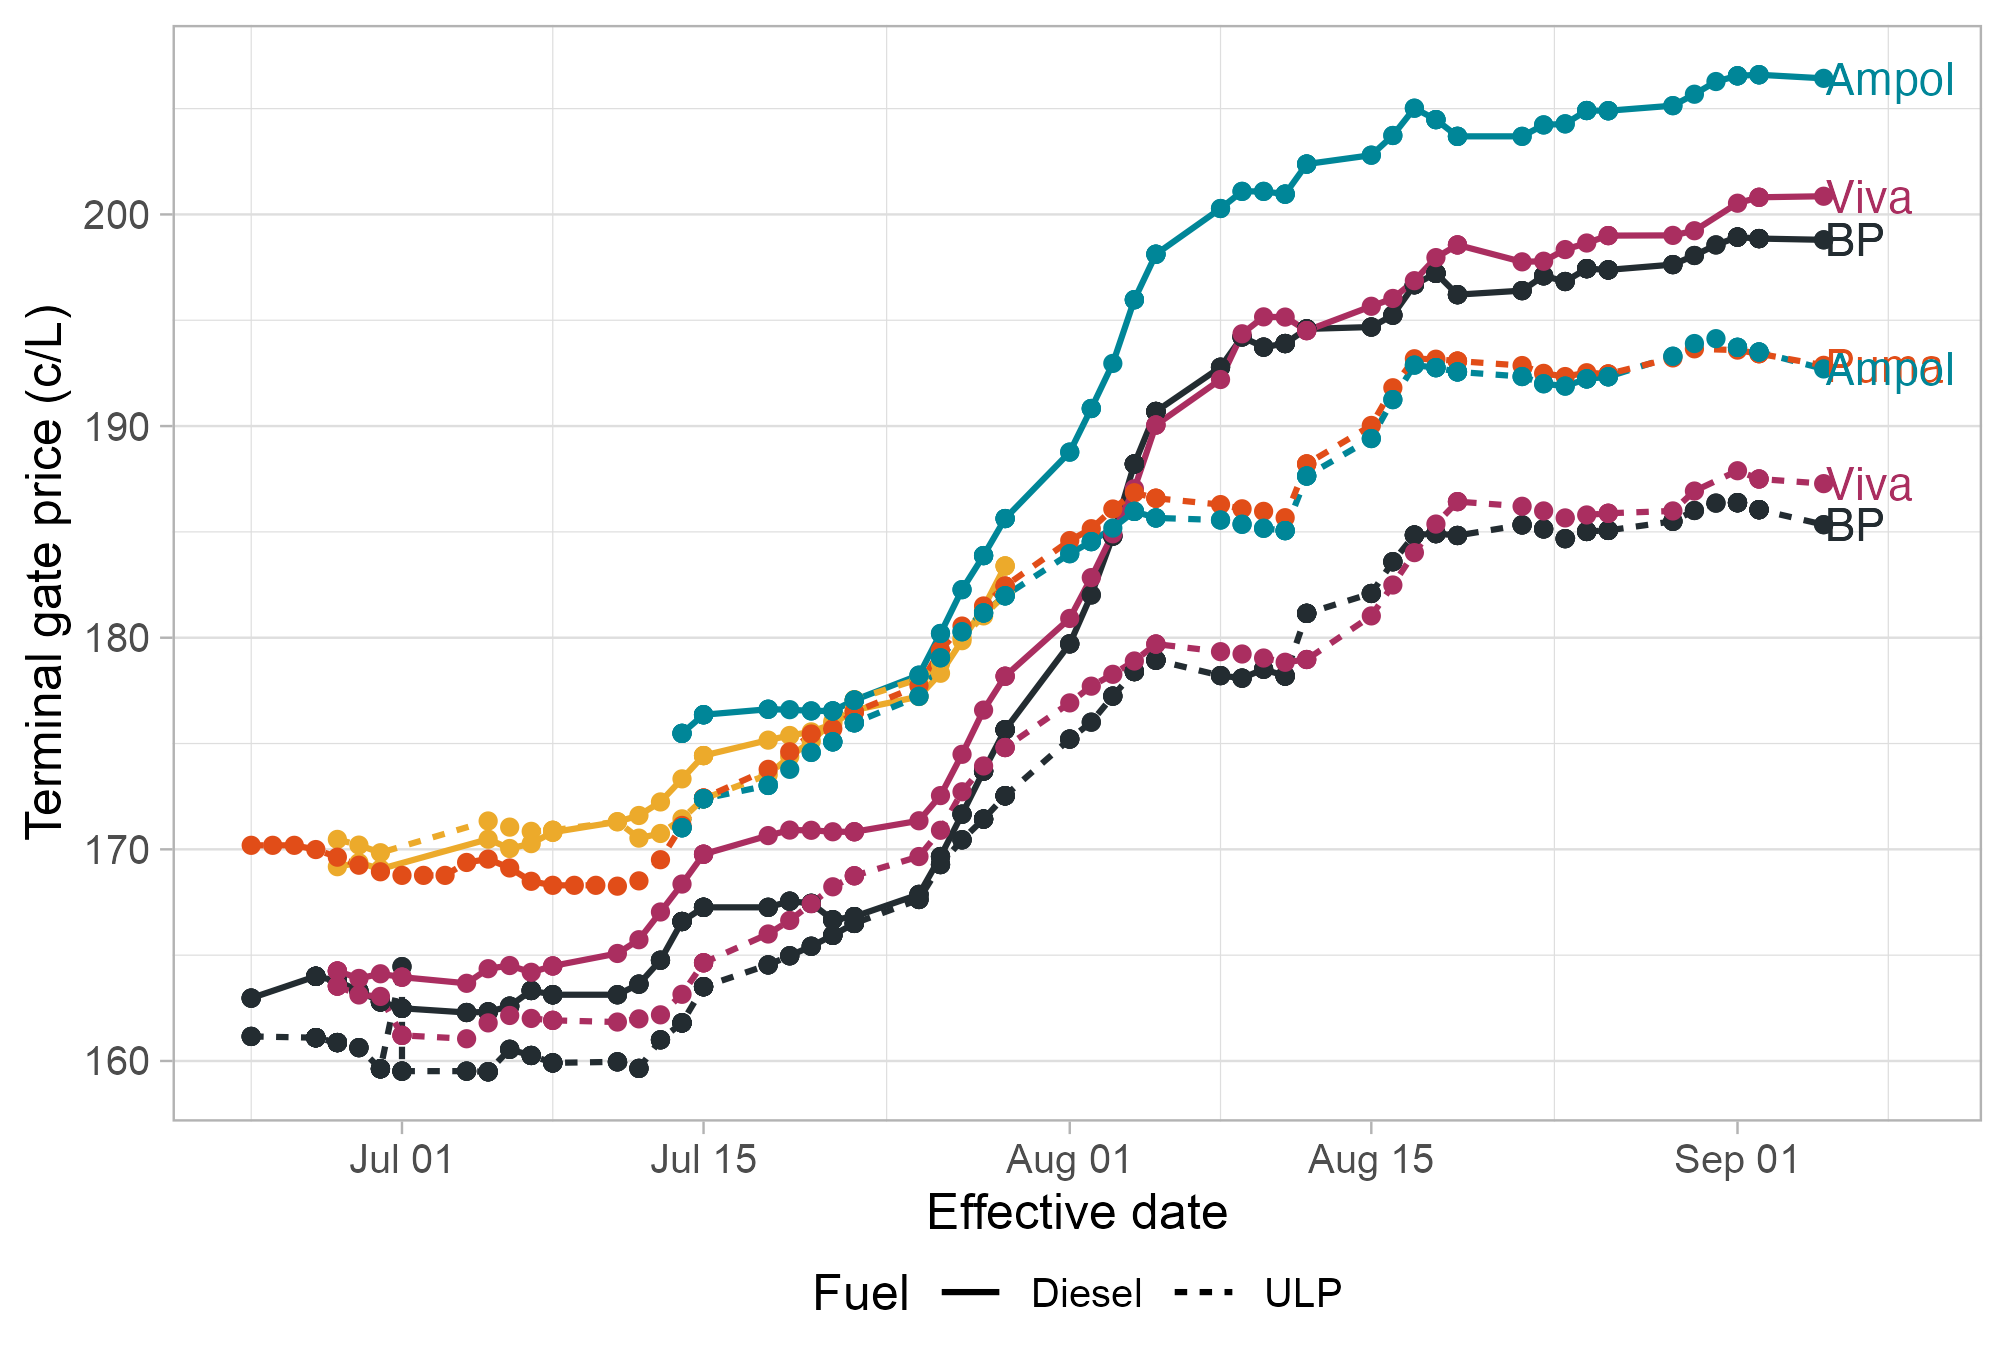 Terminal gate price (c/L)
200
190
180
170
160
Ampol
Viva
BP
Puma
Ampol
Viva
BP
Jul 01
Jul 15
Aug 01
Aug 15
Sep 01
Effective date
Fuel
Diesel
ULP